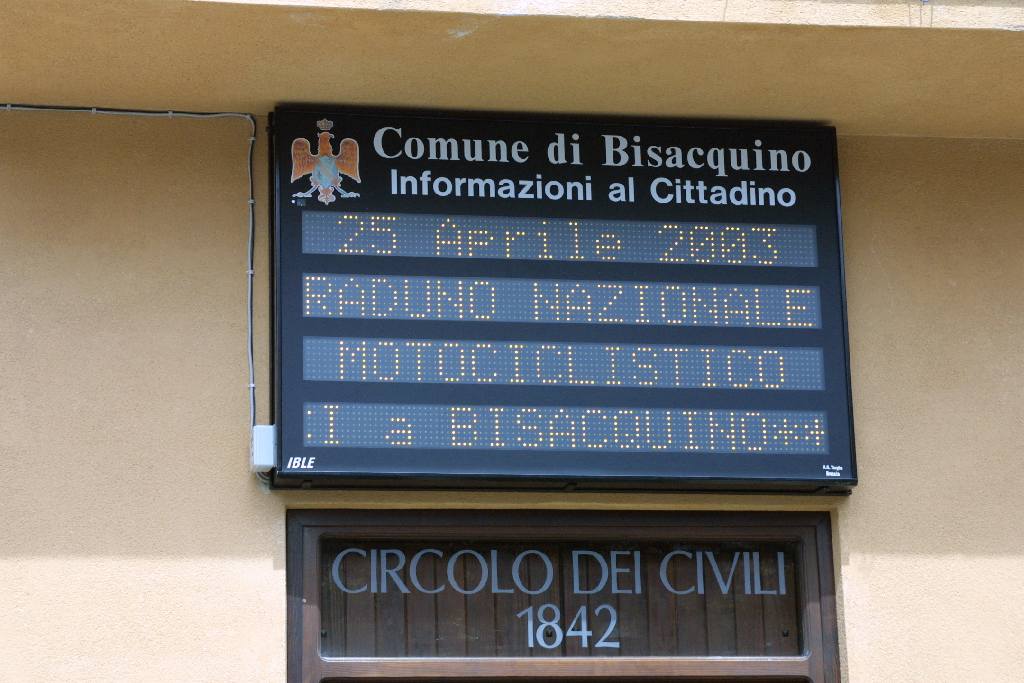 Comune di Bisacquino
Informazioni al Cittadino
25 Aprile 2003
RADUNO NAZIONALE
MOTOCICLISTICO
:I a BISACQUINO**
IBLE
CIRCOLO DEI CIVILI
1842